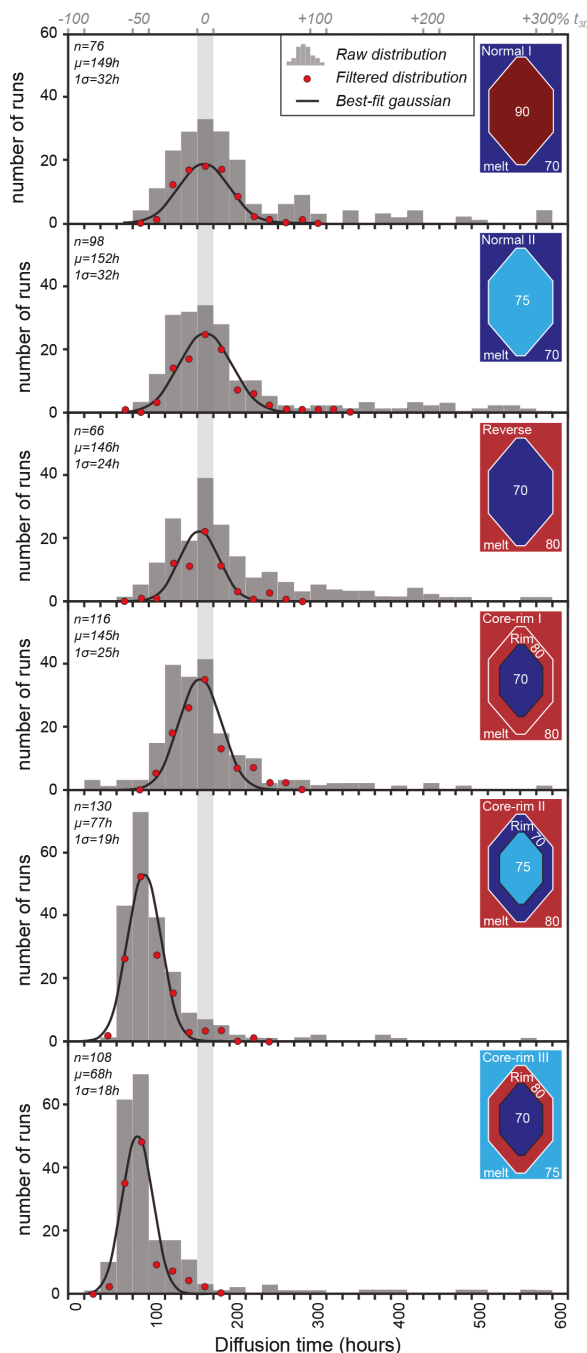 -100 -50 0 +100 +200 +300% t3D
60
40
20
0
number of runs
n=76
μ=149h
1σ=32h
Raw distribution
Filtered distribution
Best-fit gaussian
Normal I
90
melt 70
40
20
0
number of runs
n=98
μ=152h
1σ=32h
Normal II
75
melt 70
40
20
0
number of runs
n=66
μ=146h
1σ=24h
Reverse
70
melt 80
40
20
0
number of runs
n=116
μ=145h
1σ=25h
Core-rim I
Rim 80
70
melt 80
60
40
20
0
number of runs
n=130
μ=77h
1σ=19h
Core-rim II
Rim 70
75
melt 80
60
40
20
0
number of runs
n=108
μ=68h
1σ=18h
Core-rim III
Rim 80
70
melt 75
0 100 200 300 400 500 600
Diffusion time (hours)